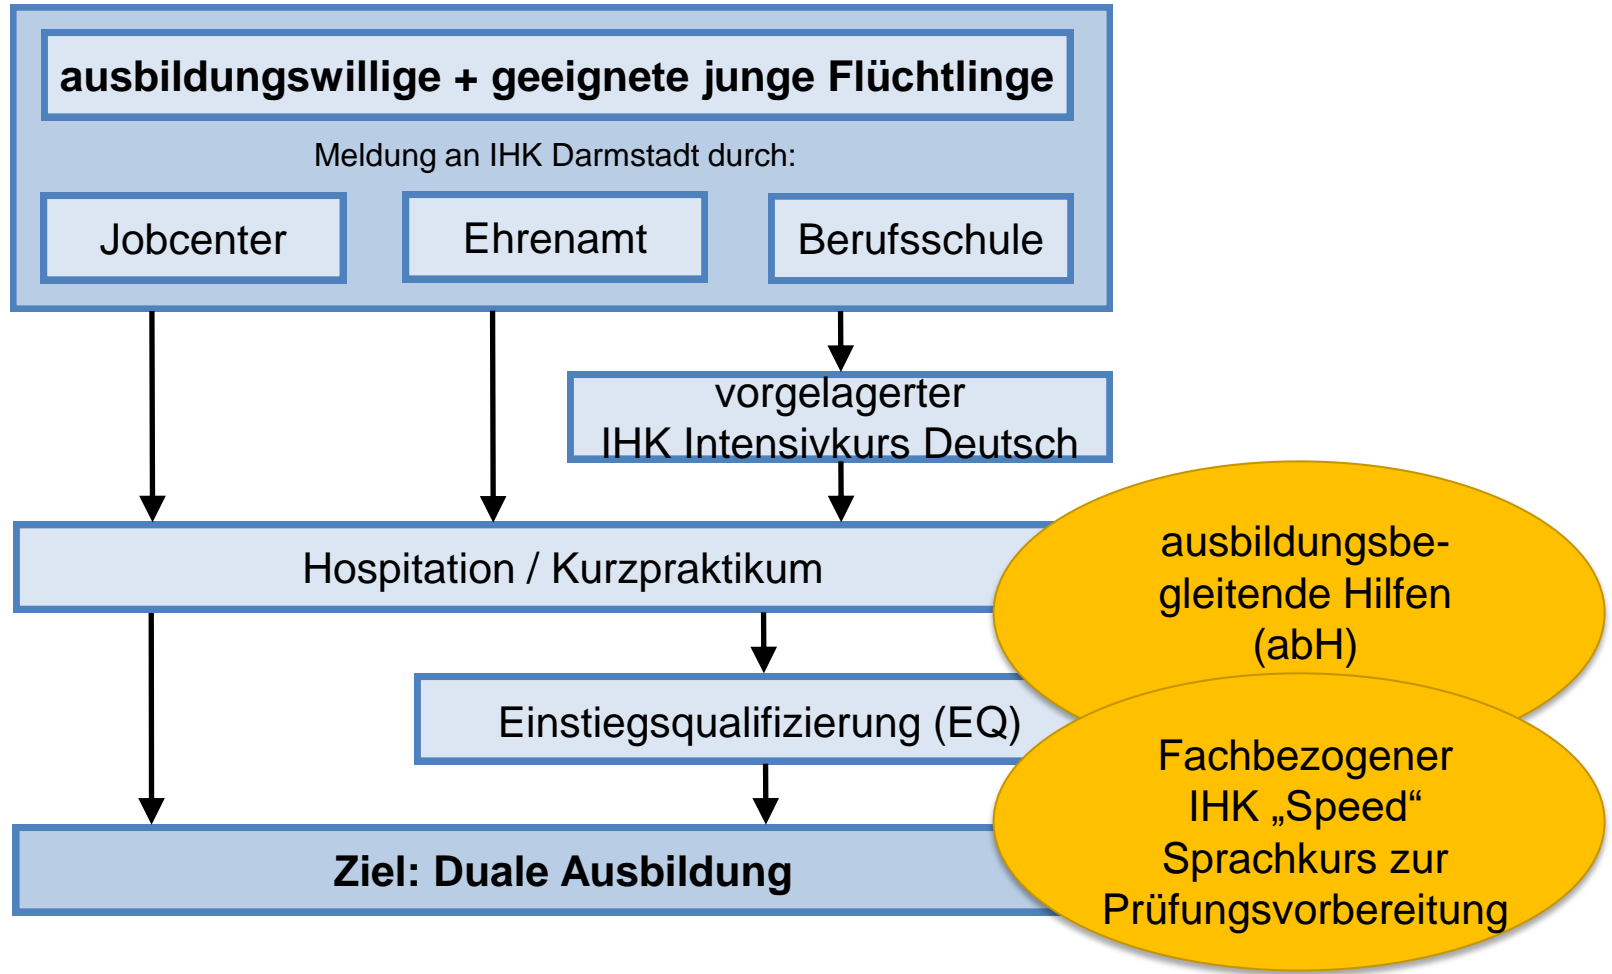 ausbildungswillige + geeignete junge Flüchtlinge
Meldung an IHK Darmstadt durch:
Jobcenter
Ehrenamt
Berufsschule
vorgelagerter
IHK Intensivkurs Deutsch
Hospitation / Kurzpraktikum
ausbildungsbe-
gleitende Hilfen
(abH)
Einstiegsqualifizierung (EQ)
Fachbezogener
IHK „Speed“
Sprachkurs zur
Prüfungsvorbereitung
Ziel: Duale Ausbildung